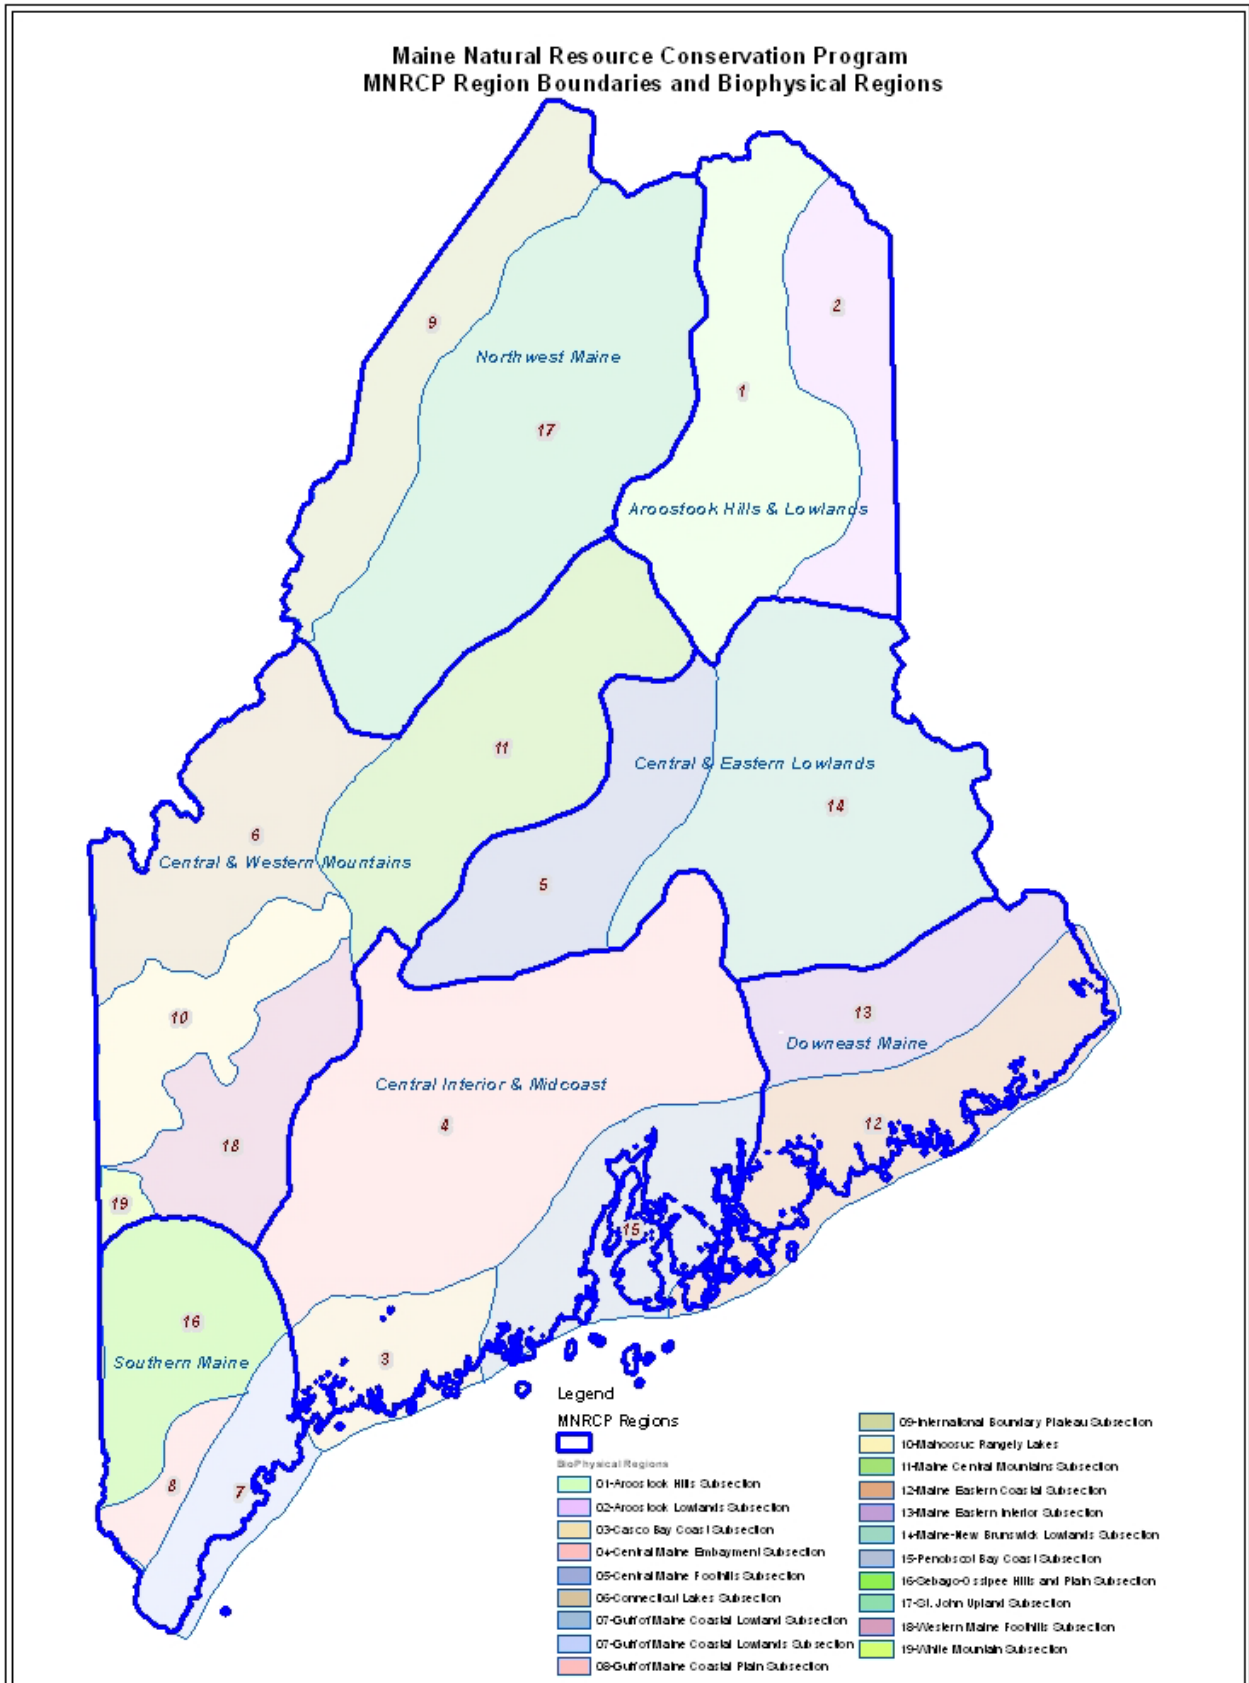 Maine Natural Resource Conservation Program
MNRCP Region Boundaries and Biophysical Regions
9
2
Northwest Maine
1
17
Aroostook Hills & Lowlands
11
Central & Eastern Lowlands
14
6
Central & Western Mountains
5
10
13
Downeast Maine
Central Interior & Midcoast
4
12
18
19
15
16
3
Southern Maine
8
7
Legend
MNRCP Regions
BioPhysical Regions
01-Aroostook Hills Subsection
02-Aroostook Lowlands Subsection
03-Casco Bay Coast Subsection
04-Central Maine Embayment Subsection
05-Central Maine Foothills Subsection
06-Connecticut Lakes Subsection
07-Gulf of Maine Coastal Lowland Subsection
07-Gulf of Maine Coastal Lowlands Subsection
08-Gulf of Maine Coastal Plain Subsection
09-International Boundary Plateau Subsection
10-Mahoosuc Rangely Lakes
11-Maine Central Mountains Subsection
12-Maine Eastern Coastal Subsection
13-Maine Eastern Interior Subsection
14-Maine-New Brunswick Lowlands Subsection
15-Penobscot Bay Coast Subsection
16-Sebago-Ossipee Hills and Plain Subsection
17-St. John Upland Subsection
18-Western Maine Foothills Subsection
19-White Mountain Subsection